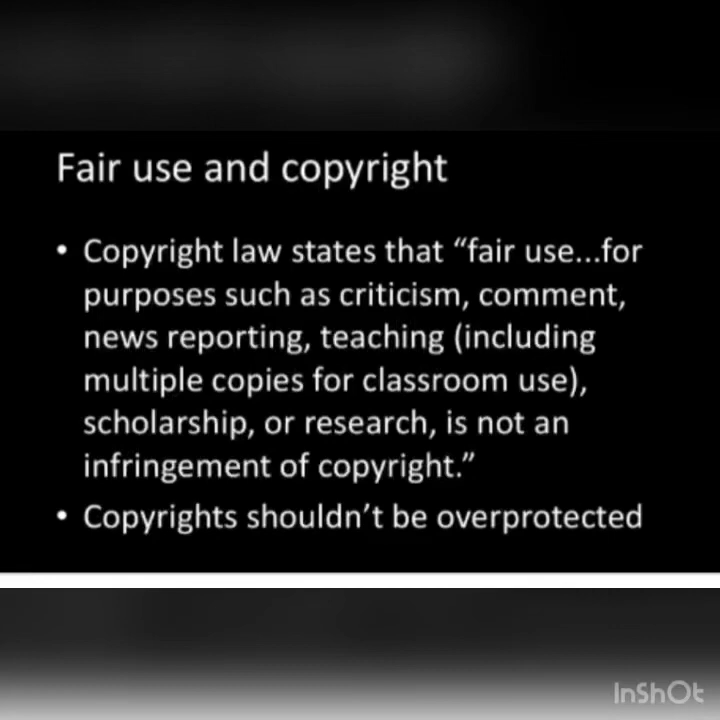 Fair use and copyright
• Copyright law states that “fair use...for
purposes such as criticism, comment,
news reporting, teaching (including
multiple copies for classroom use),
scholarship, or research, is not an
infringement of copyright.”
• Copyrights shouldn’t be overprotected
InShOt